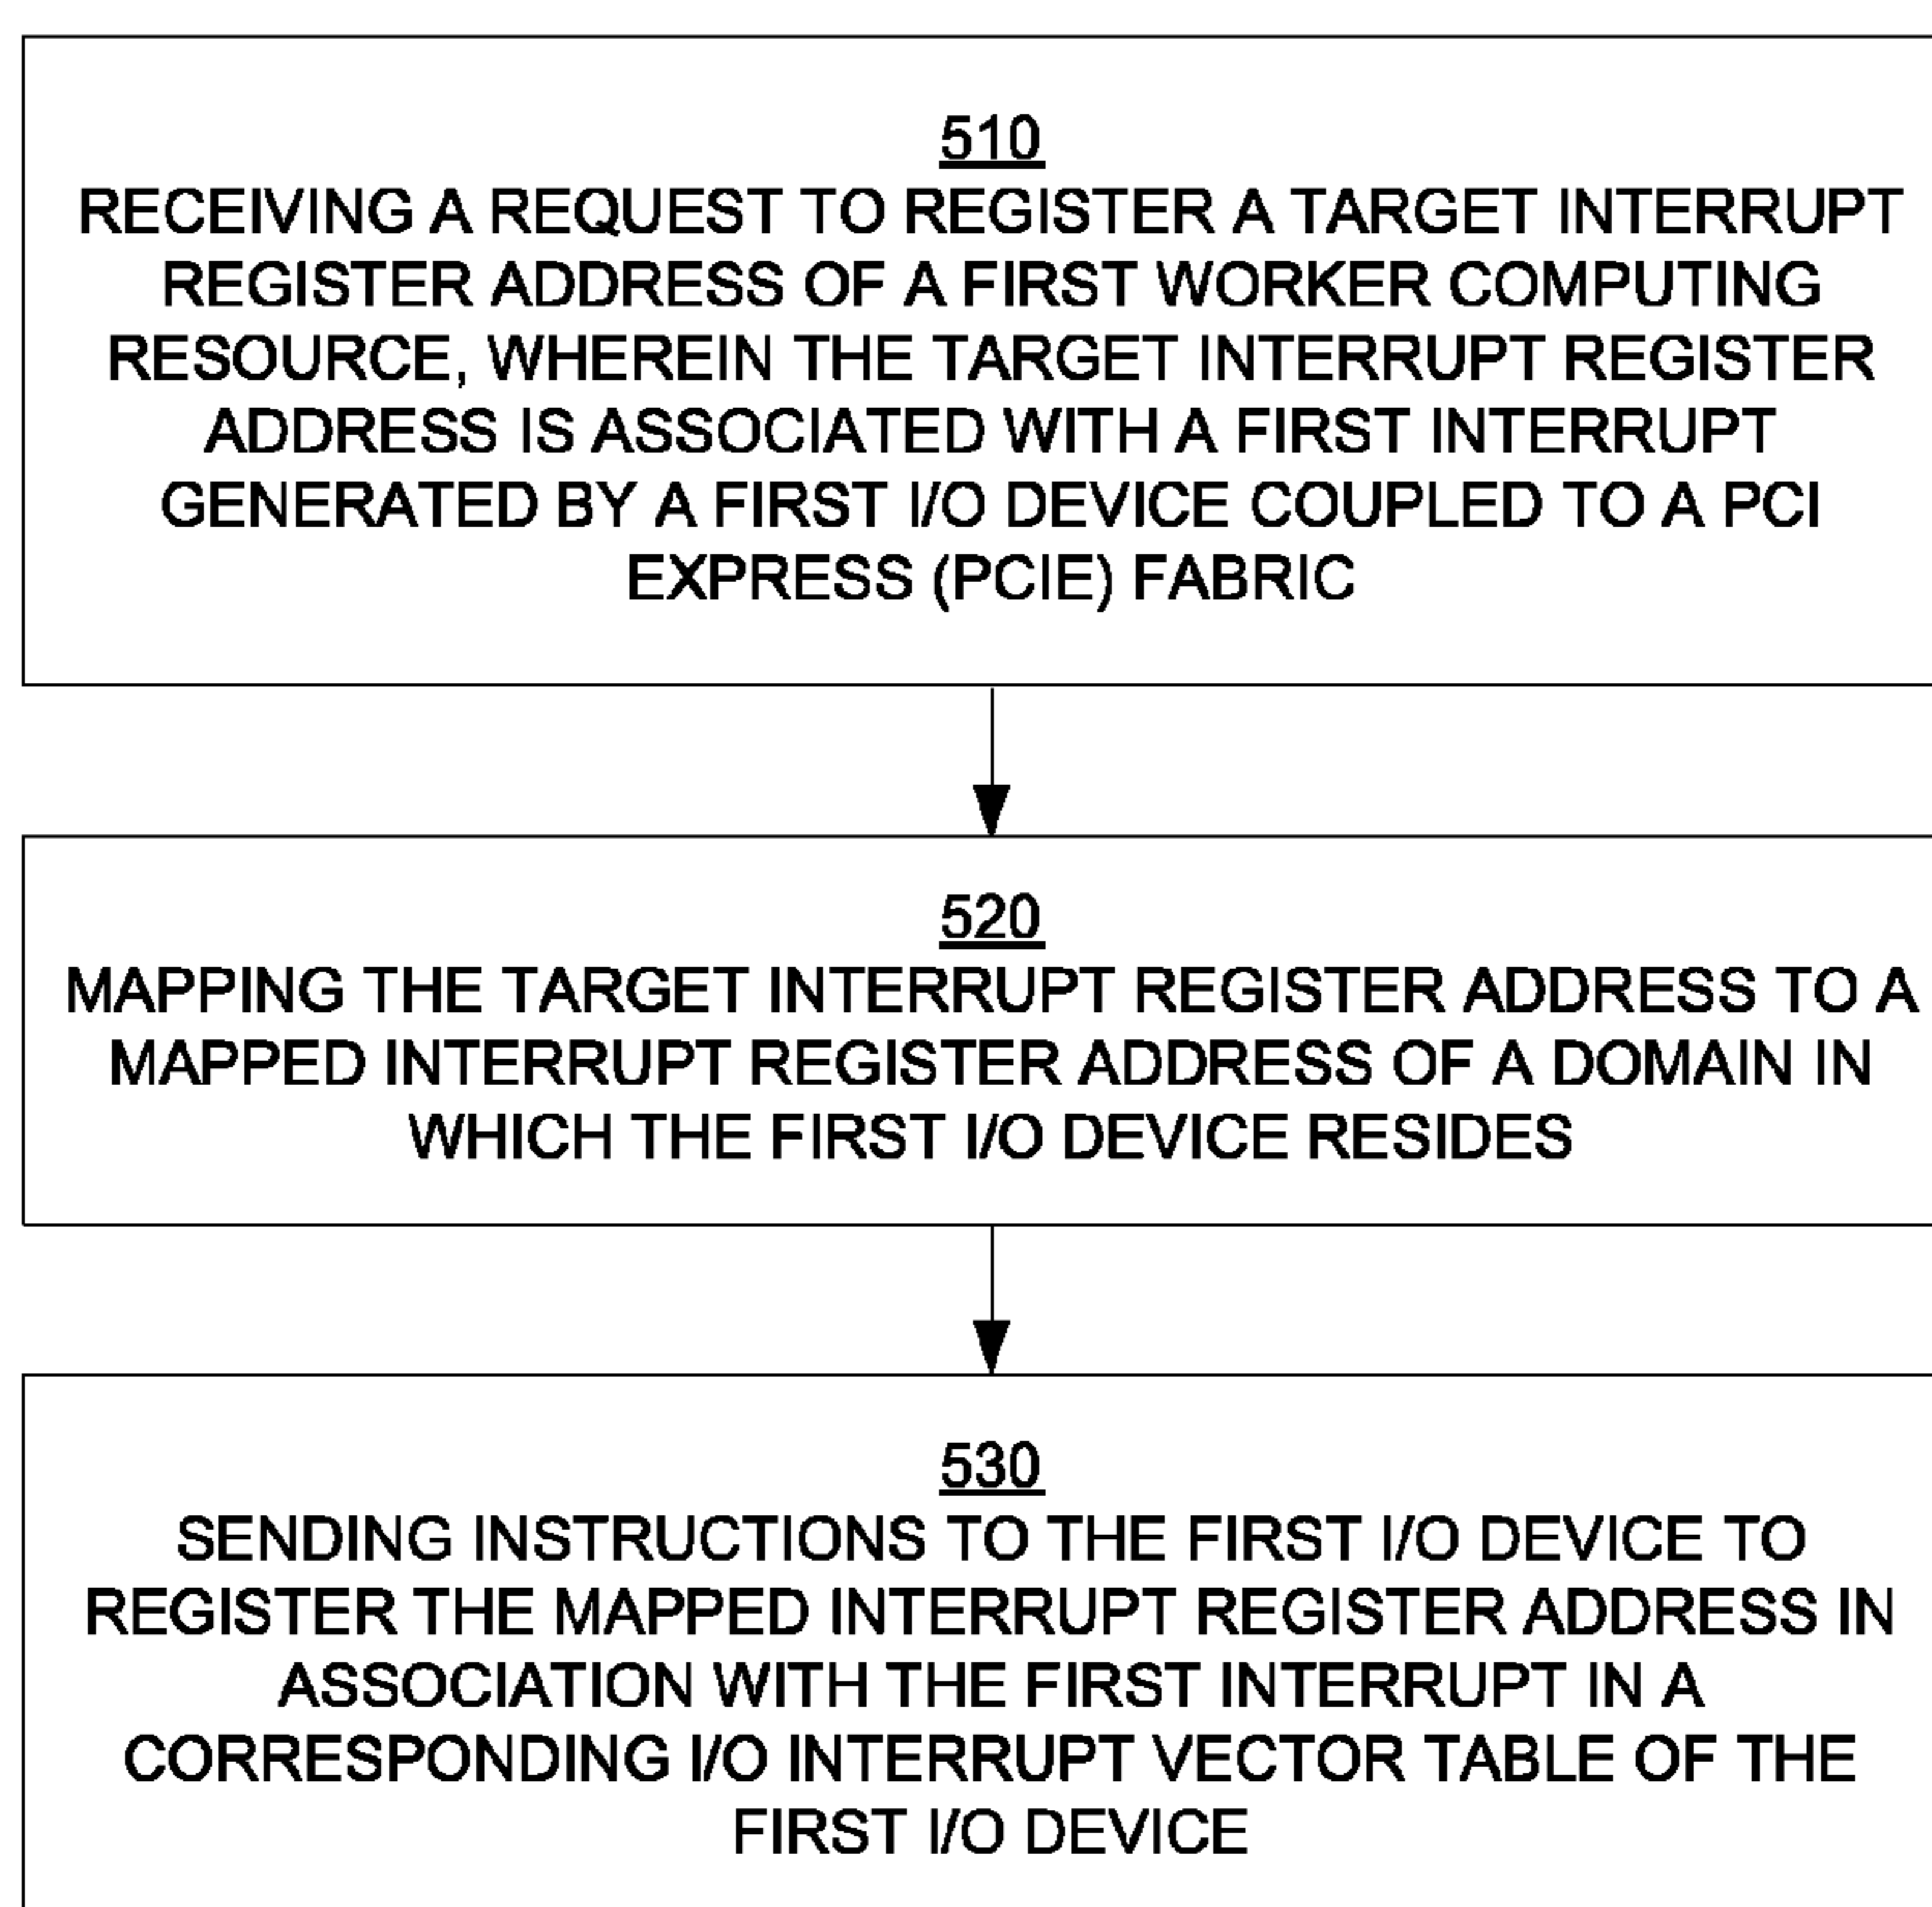 510
RECEIVING A REQUEST TO REGISTER A TARGET INTERRUPT
REGISTER ADDRESS OF A FIRST WORKER COMPUTING
RESOURCE, WHEREIN THE TARGET INTERRUPT REGISTER
ADDRESS IS ASSOCIATED WITH A FIRST INTERRUPT
GENERATED BY A FIRST I/O DEVICE COUPLED TO A PCI
EXPRESS (PCIE) FABRIC
520
MAPPING THE TARGET INTERRUPT REGISTER ADDRESS TO A
MAPPED INTERRUPT REGISTER ADDRESS OF A DOMAIN IN
WHICH THE FIRST I/O DEVICE RESIDES
530
SENDING INSTRUCTIONS TO THE FIRST I/O DEVICE TO
REGISTER THE MAPPED INTERRUPT REGISTER ADDRESS IN
ASSOCIATION WITH THE FIRST INTERRUPT IN A
CORRESPONDING I/O INTERRUPT VECTOR TABLE OF THE
FIRST I/O DEVICE